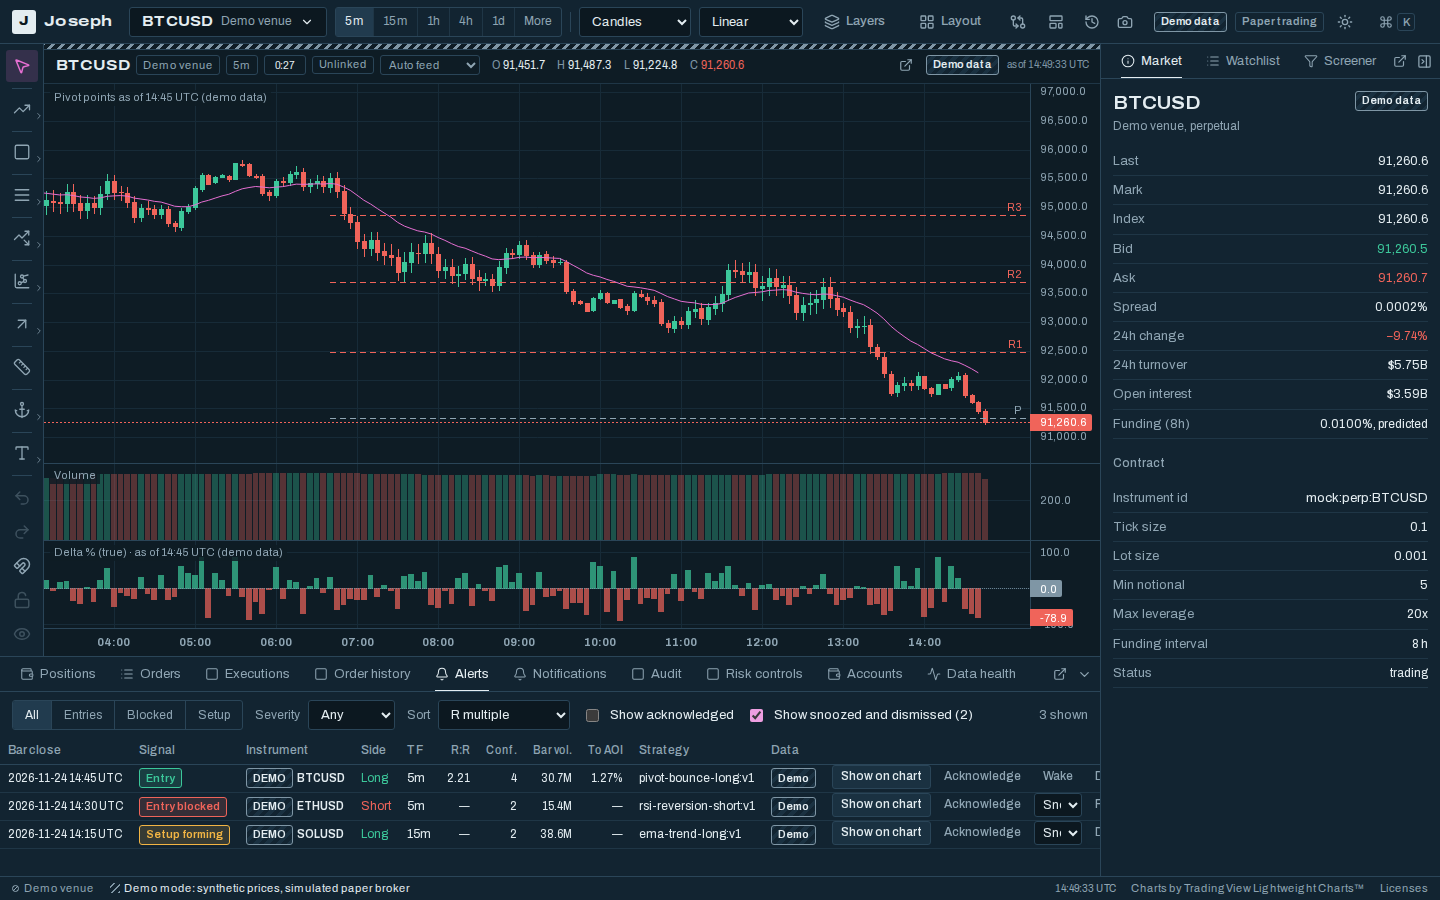 J Joseph BTCUSD Demo venue 5m 15m 1h 4h 1d More Candles Linear Layers Layout Demo data Paper trading ⌘ K
BTCUSD Demo venue 5m 0:27 Unlinked Auto feed O 91,451.7 H 91,487.3 L 91,224.8 C 91,260.6 Demo data as of 14:49:33 UTC
Pivot points as of 14:45 UTC (demo data)
97,000.0
96,500.0
96,000.0
95,500.0
95,000.0
94,500.0
94,000.0
93,500.0
93,000.0
92,500.0
92,000.0
91,500.0
91,260.6
91,000.0
R3
R2
R1
P
Volume
200.0
Delta % (true) · as of 14:45 UTC (demo data)
100.0
0.0
-78.9
04:00 05:00 06:00 07:00 08:00 09:00 10:00 11:00 12:00 13:00 14:00
Market Watchlist Screener
BTCUSD Demo data
Demo venue, perpetual
Last 91,260.6
Mark 91,260.6
Index 91,260.6
Bid 91,260.5
Ask 91,260.7
Spread 0.0002%
24h change −9.74%
24h turnover $5.75B
Open interest $3.59B
Funding (8h) 0.0100%, predicted
Contract
Instrument id mock:perp:BTCUSD
Tick size 0.1
Lot size 0.001
Min notional 5
Max leverage 20x
Funding interval 8 h
Status trading
Positions Orders Executions Order history Alerts Notifications Audit Risk controls Accounts Data health
All Entries Blocked Setup Severity Any Sort R multiple Show acknowledged Show snoozed and dismissed (2) 3 shown
Bar close Signal Instrument Side TF R:R Conf. Bar vol. To AOI Strategy Data
2026-11-24 14:45 UTC Entry DEMO BTCUSD Long 5m 2.21 4 30.7M 1.27% pivot-bounce-long:v1 Demo Show on chart Acknowledge Wake
2026-11-24 14:30 UTC Entry blocked DEMO ETHUSD Short 5m — 2 15.4M — rsi-reversion-short:v1 Demo Show on chart Acknowledge
2026-11-24 14:15 UTC Setup forming DEMO SOLUSD Long 15m — 2 38.6M — ema-trend-long:v1 Demo Show on chart Acknowledge
Demo venue Demo mode: synthetic prices, simulated paper broker 14:49:33 UTC Charts by TradingView Lightweight Charts™ Licenses